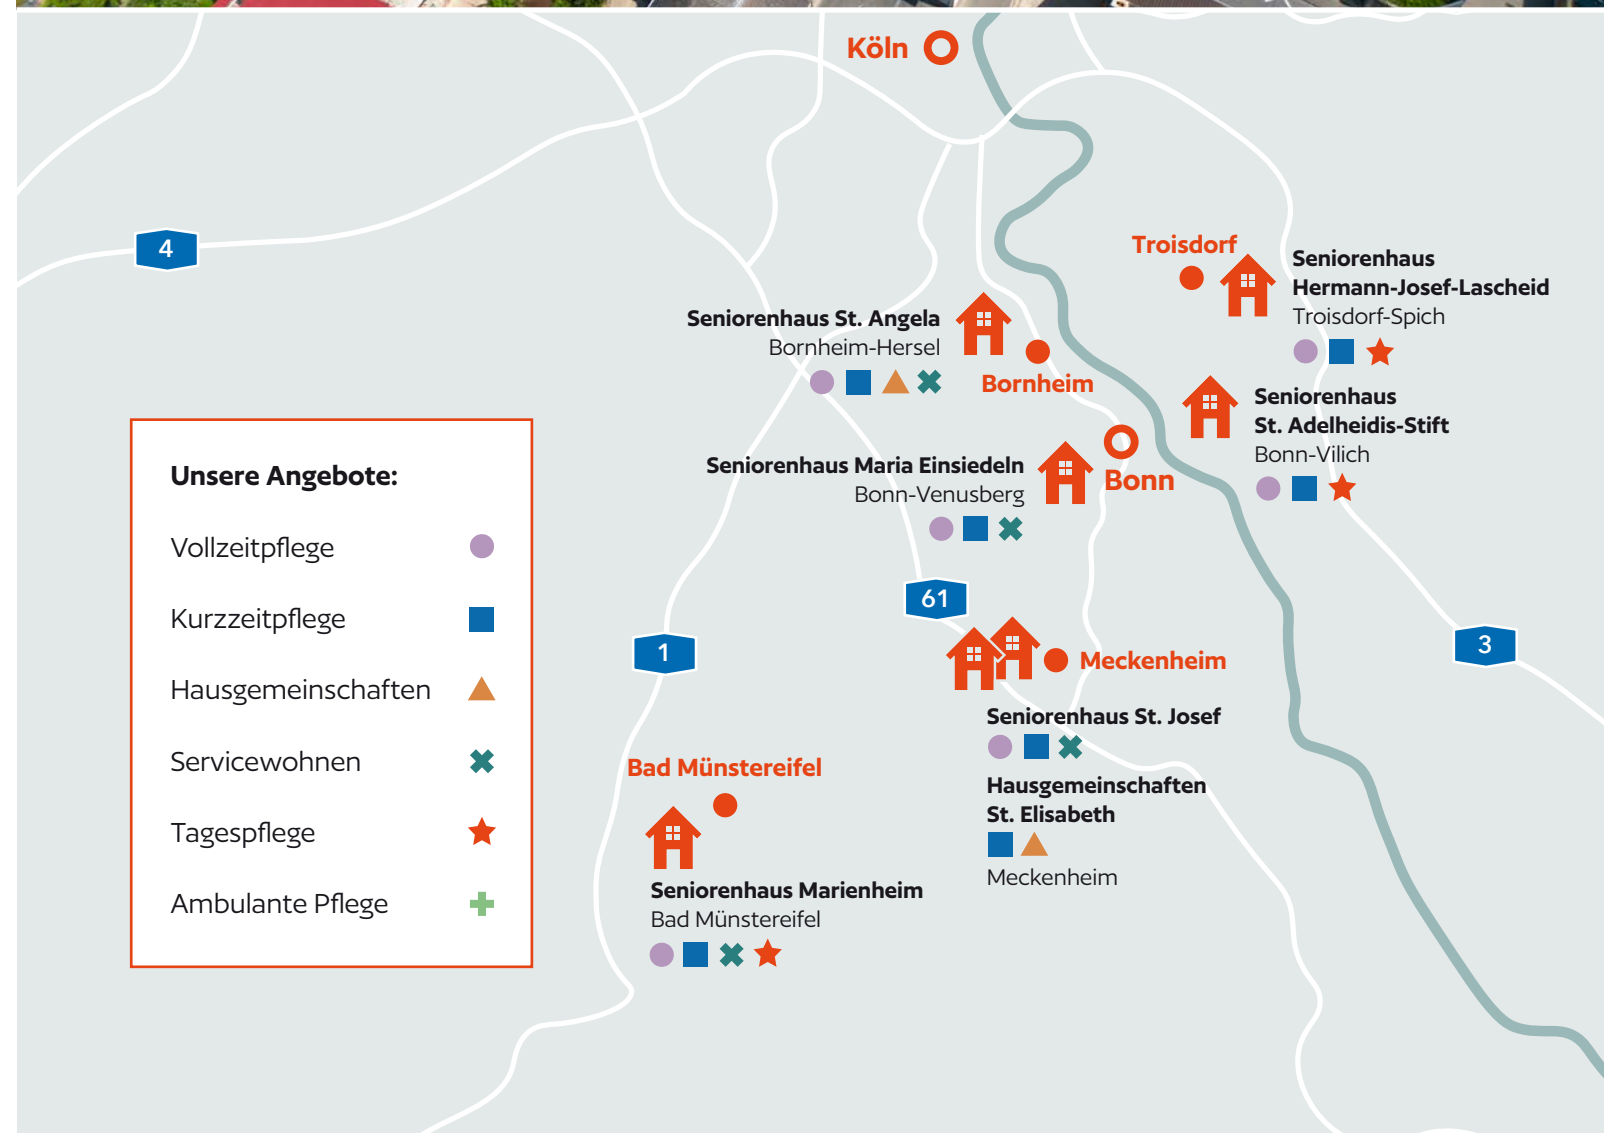 Köln
4
Troisdorf
Seniorenhaus
Hermann-Josef-Lascheid
Troisdorf-Spich
Seniorenhaus St. Angela
Bornheim-Hersel
Bornheim
Seniorenhaus
St. Adelheidis-Stift
Bonn-Vilich
Seniorenhaus Maria Einsiedeln
Bonn-Venusberg
Bonn
Unsere Angebote:
Vollzeitpflege
Kurzzeitpflege
Hausgemeinschaften
Servicewohnen
Tagespflege
Ambulante Pflege
61
1
3
Meckenheim
Seniorenhaus St. Josef
Hausgemeinschaften
St. Elisabeth
Meckenheim
Bad Münstereifel
Seniorenhaus Marienheim
Bad Münstereifel